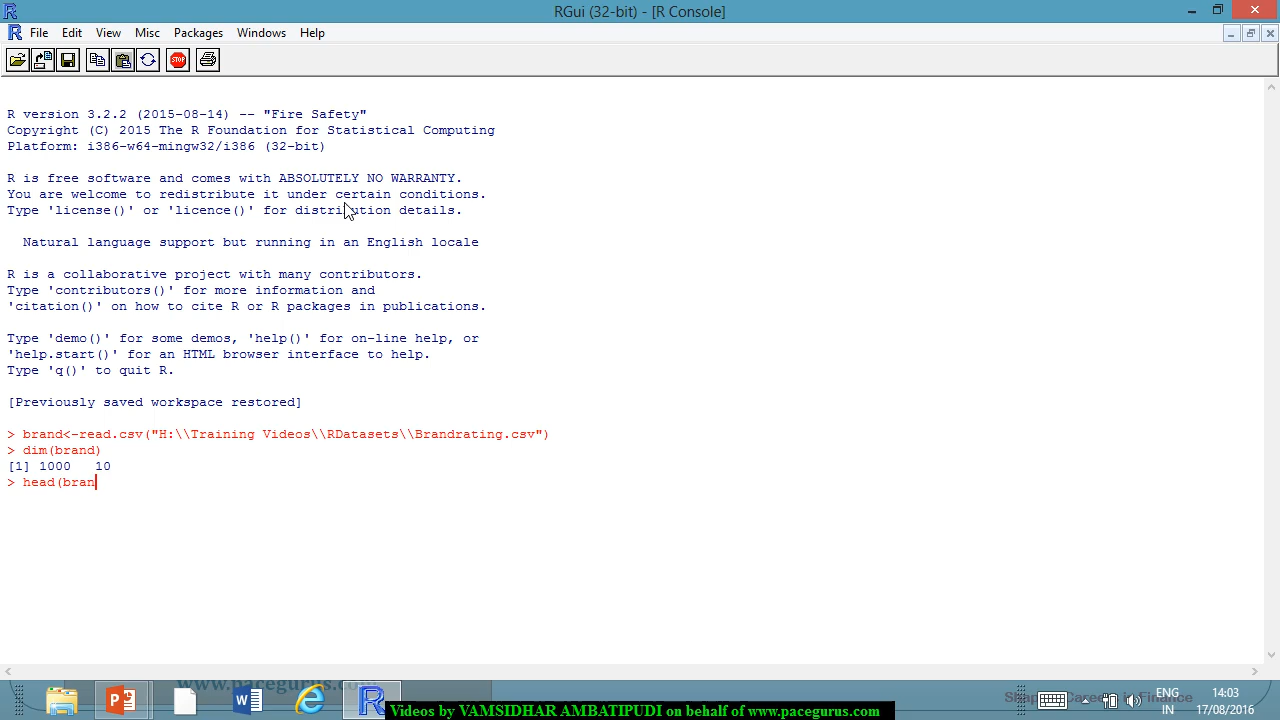 RGui (32-bit) - [R Console]
File Edit View Misc Packages Windows Help
STOP
R version 3.2.2 (2015-08-14) -- "Fire Safety"
Copyright (C) 2015 The R Foundation for Statistical Computing
Platform: i386-w64-mingw32/i386 (32-bit)
R is free software and comes with ABSOLUTELY NO WARRANTY.
You are welcome to redistribute it under certain conditions.
Type 'license()' or 'licence()' for distribution details.
Natural language support but running in an English locale
R is a collaborative project with many contributors.
Type 'contributors()' for more information and
'citation()' on how to cite R or R packages in publications.
Type 'demo()' for some demos, 'help()' for on-line help, or
'help.start()' for an HTML browser interface to help.
Type 'q()' to quit R.
[Previously saved workspace restored]
> brand<-read.csv("H:\\Training Videos\\RDatasets\\Brandrating.csv")
> dim(brand)
[1] 1000   10
> head(bran
www.pacegurus.com
in Finance
ENG 14:03
IN 17/08/2016
Videos by VAMSIDHAR AMBATIPUDI on behalf of www.pacegurus.com